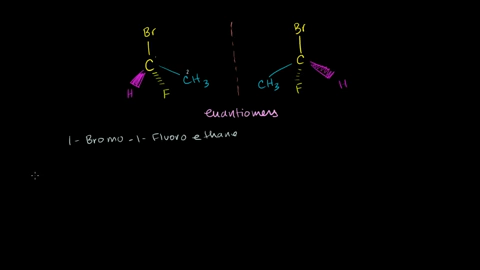 Br Br
C CH3 C
H F CH3 F H
enantiomers
1- Bromo -1- Fluoro ethane